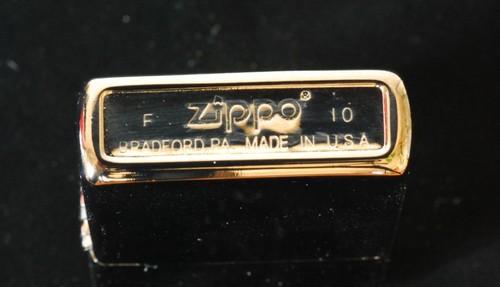 F Zippo® 10
BRADFORD,PA. MADE IN U.S.A